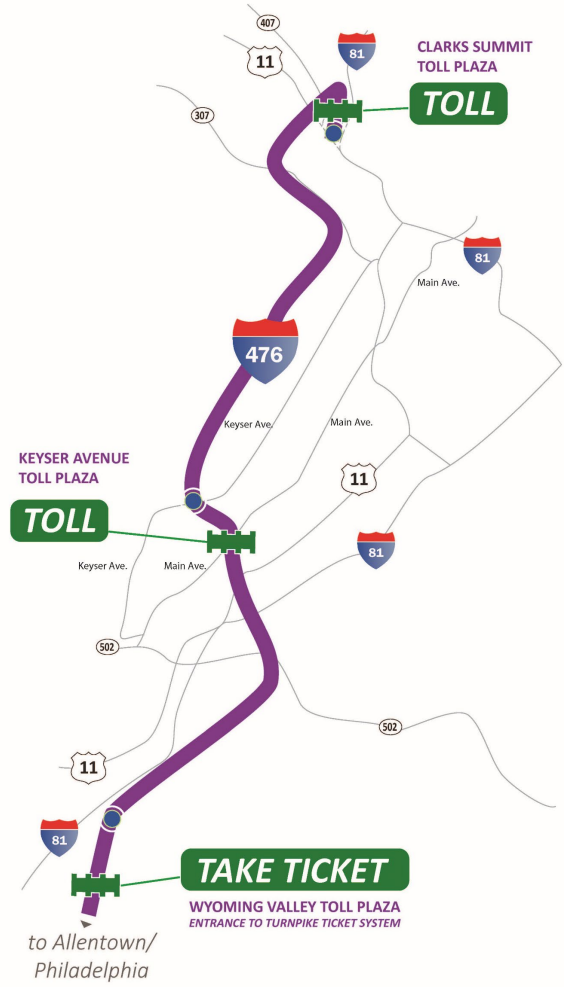 407
11
81
CLARKS SUMMIT
TOLL PLAZA
TOLL
307
81
Main Ave.
476
Keyser Ave.
Main Ave.
KEYSER AVENUE
TOLL PLAZA
11
TOLL
81
Keyser Ave.
Main Ave.
502
502
11
81
TAKE TICKET
WYOMING VALLEY TOLL PLAZA
ENTRANCE TO TURNPIKE TICKET SYSTEM
to Allentown/
Philadelphia